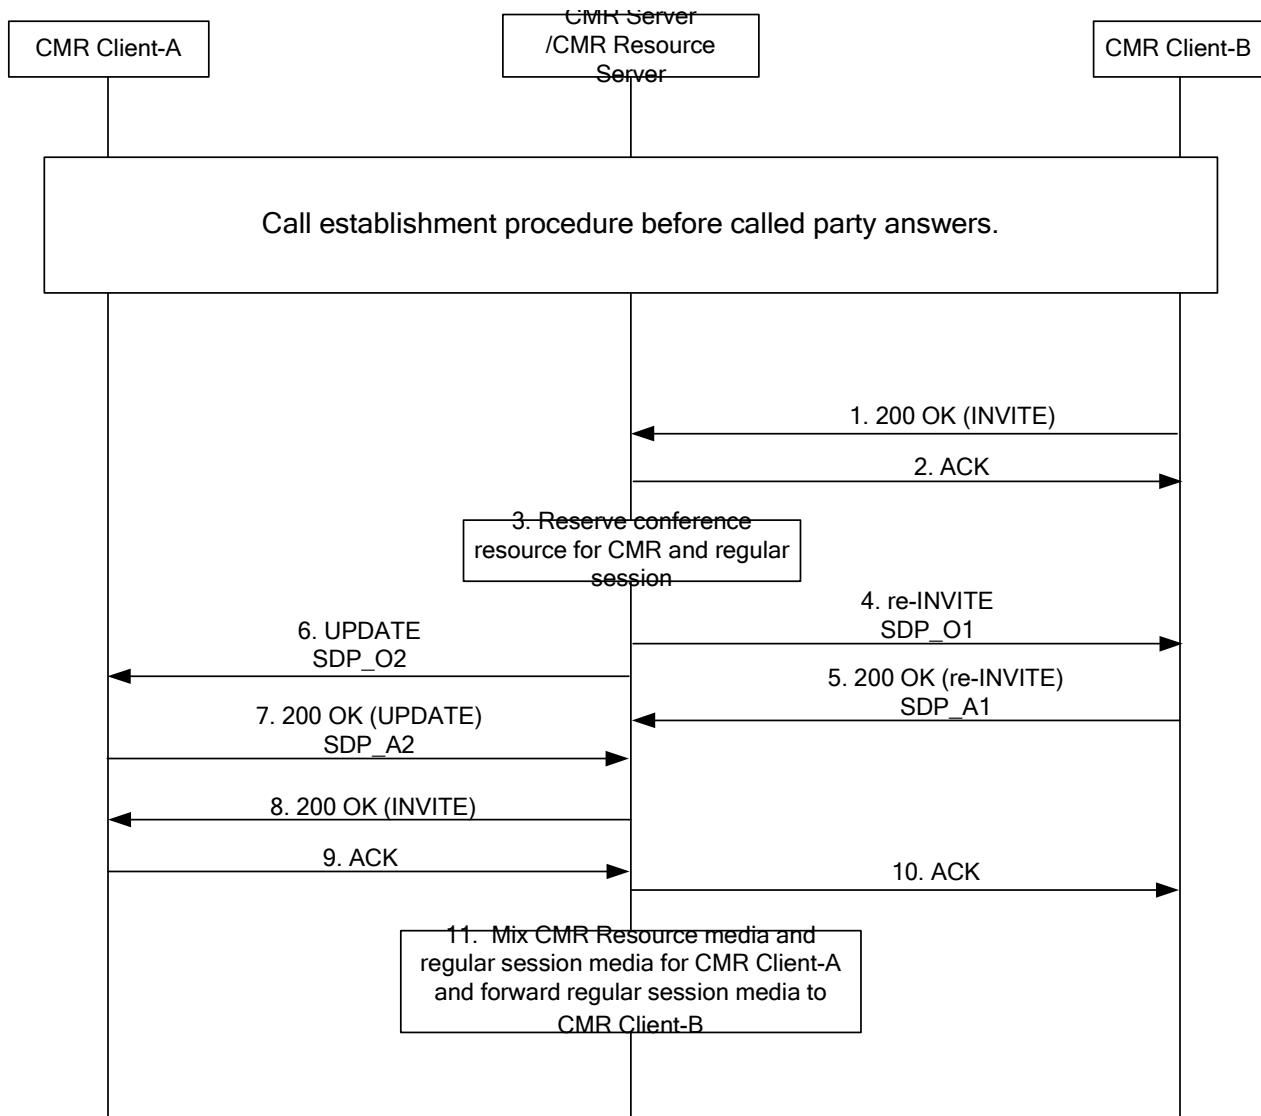 CMR Client-A
CMR Server
/CMR Resource
Server
CMR Client-B
Call establishment procedure before called party answers.
1. 200 OK (INVITE)
2. ACK
3. Reserve conference
resource for CMR and regular
session
4. re-INVITE
SDP_O1
6. UPDATE
SDP_O2
5. 200 OK (re-INVITE)
SDP_A1
7. 200 OK (UPDATE)
SDP_A2
8. 200 OK (INVITE)
9. ACK
10. ACK
11. Mix CMR Resource media and
regular session media for CMR Client-A
and forward regular session media to
CMR Client-B